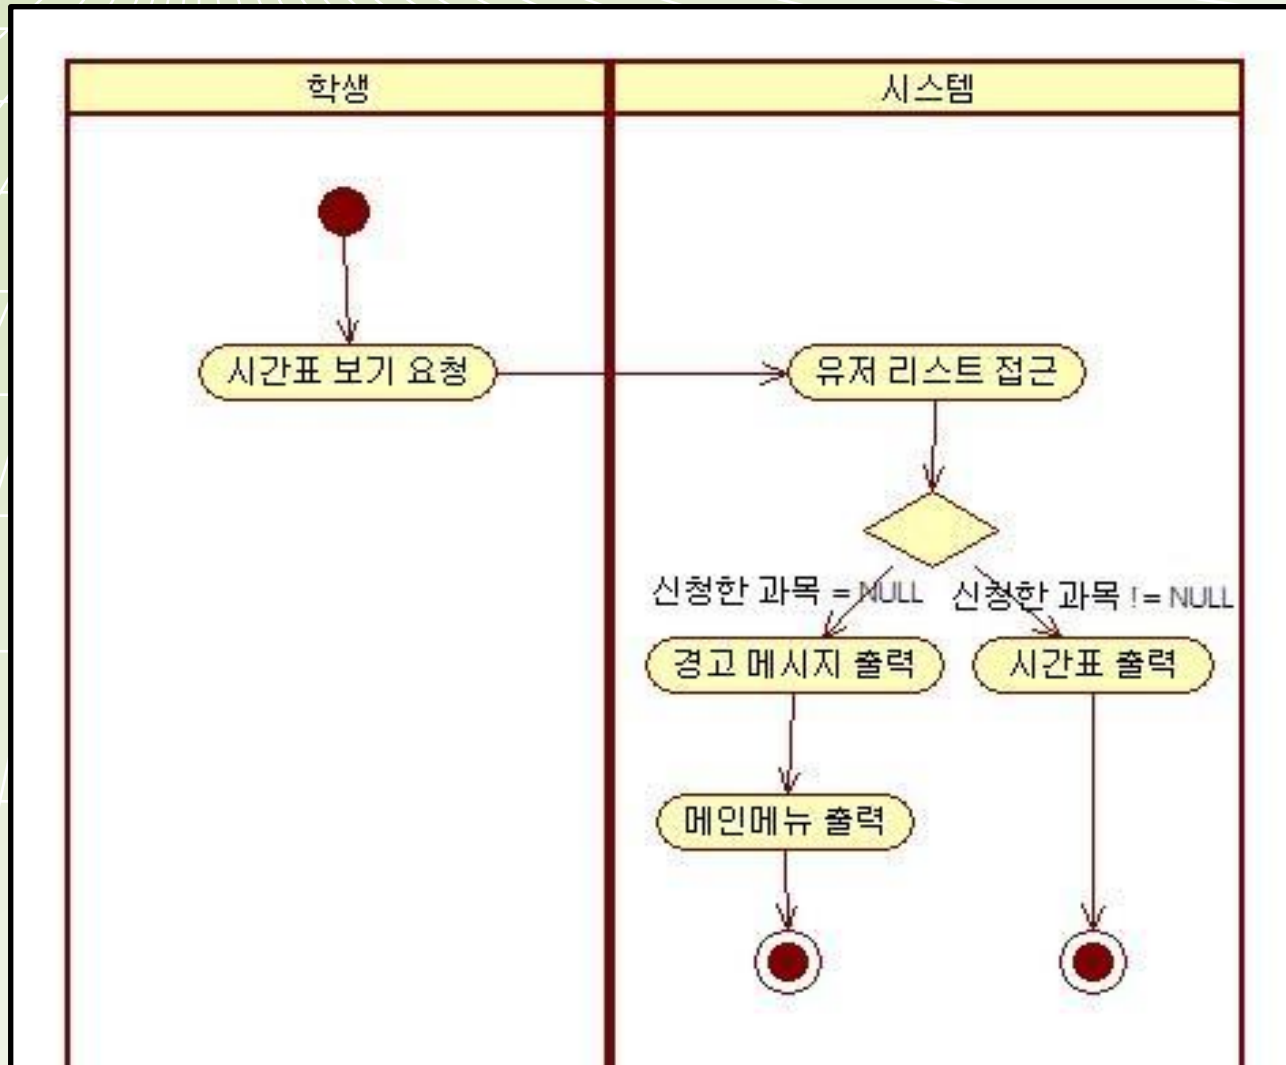 학생
시스템
시간표 보기 요청
유저 리스트 접근
신청한 과목 = NULL
신청한 과목 != NULL
경고 메시지 출력
시간표 출력
메인메뉴 출력